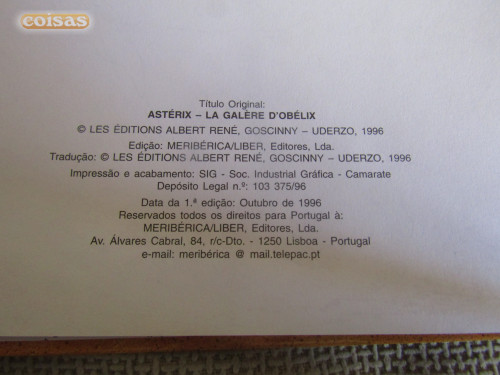 coisas
Título Original:
ASTÉRIX – LA GALÈRE D'OBÉLIX
© LES ÉDITIONS ALBERT RENÉ, GOSCINNY – UDERZO, 1996
Edição: MERIBÉRICA/LIBER, Editores, Lda.
Tradução: © LES ÉDITIONS ALBERT RENÉ, GOSCINNY – UDERZO, 1996
Impressão e acabamento: SIG - Soc. Industrial Gráfica - Camarate
Depósito Legal n.º: 103 375/96
Data da 1.ª edição: Outubro de 1996
Reservados todos os direitos para Portugal à:
MERIBÉRICA/LIBER, Editores, Lda.
Av. Álvares Cabral, 84, r/c-Dto. - 1250 Lisboa - Portugal
e-mail: meribérica @ mail.telepac.pt